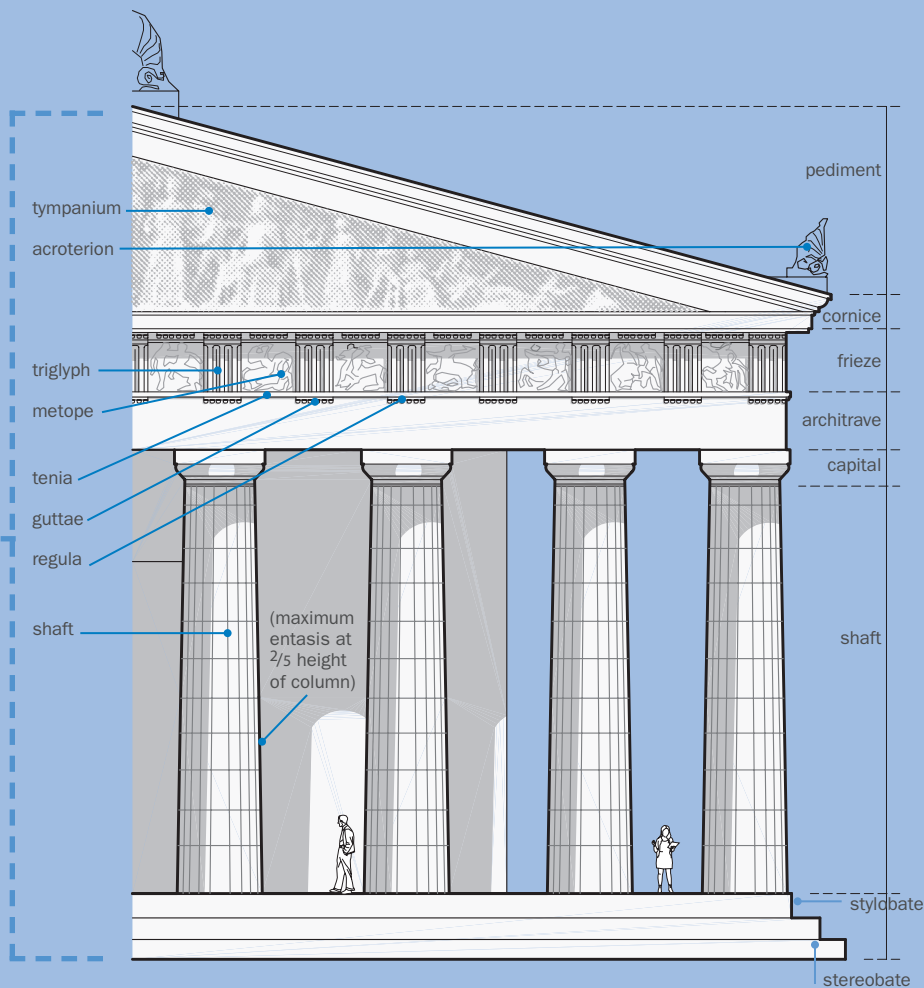 tympanium
acroterion
triglyph
metope
tenia
guttae
regula
shaft
(maximum
entasis at
2/5 height
of column)
pediment
cornice
frieze
architrave
capital
shaft
stylobate
stereobate